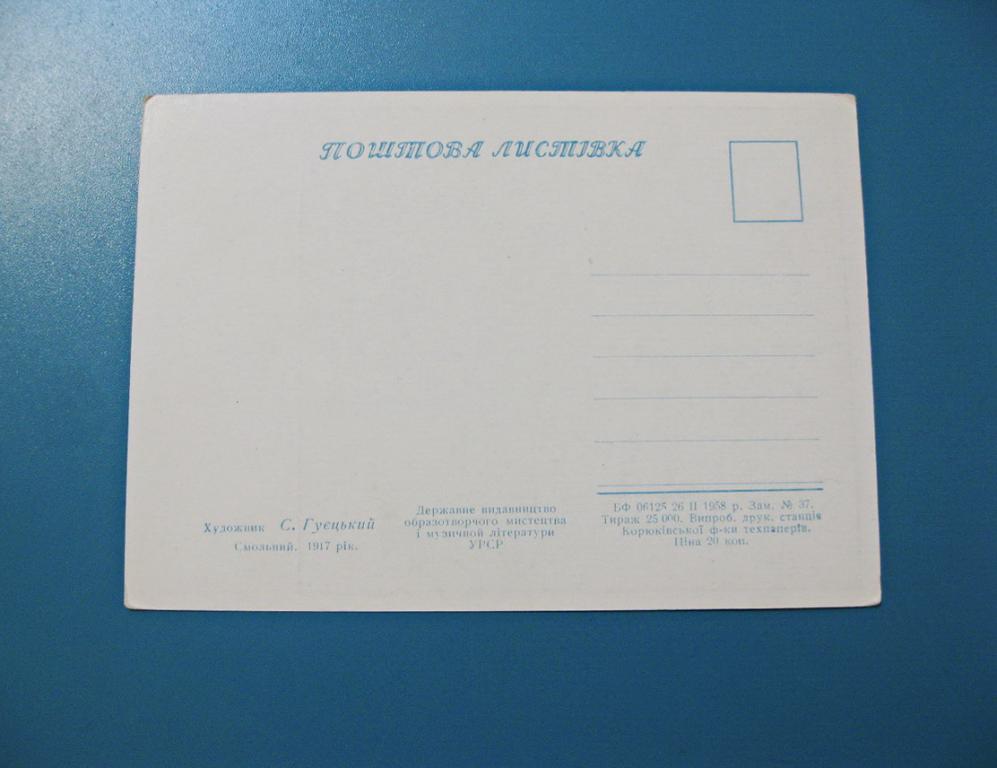 ПОШТОВА ЛИСТІВКА
Художник С. Гуєцький
Смольний. 1917 рік.
Державне видавництво
образотворчого мистецтва
і музичної літератури
УРСР
БФ 06125 26 II 1958 р. Зам. № 37.
Тираж 25 000. Випроб. друк. станція
Корюківської ф-ки техпаперів.
Ціна 20 коп.